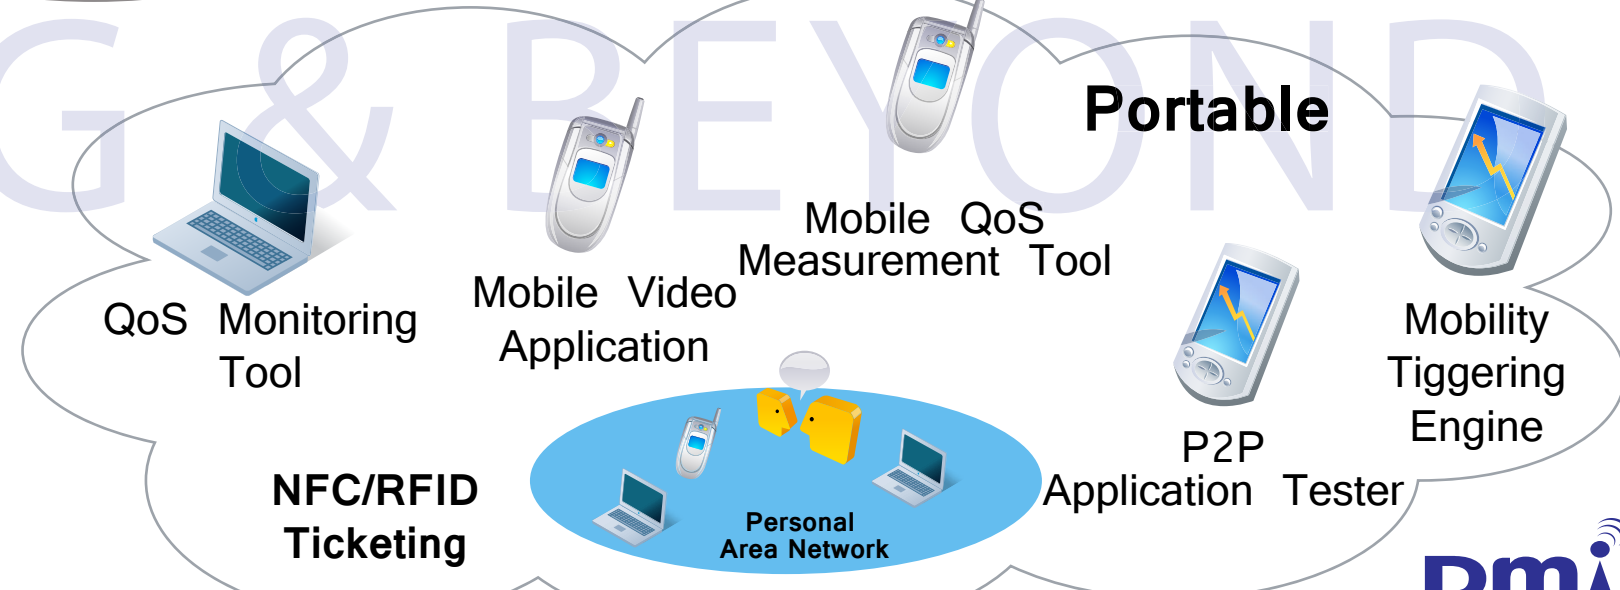 G & BEYOND
Portable
Mobile QoS
Measurement Tool
Mobile Video
Application
QoS Monitoring
Tool
Mobility
Tiggering
Engine
P2P
Application Tester
NFC/RFID
Ticketing
Personal
Area Network